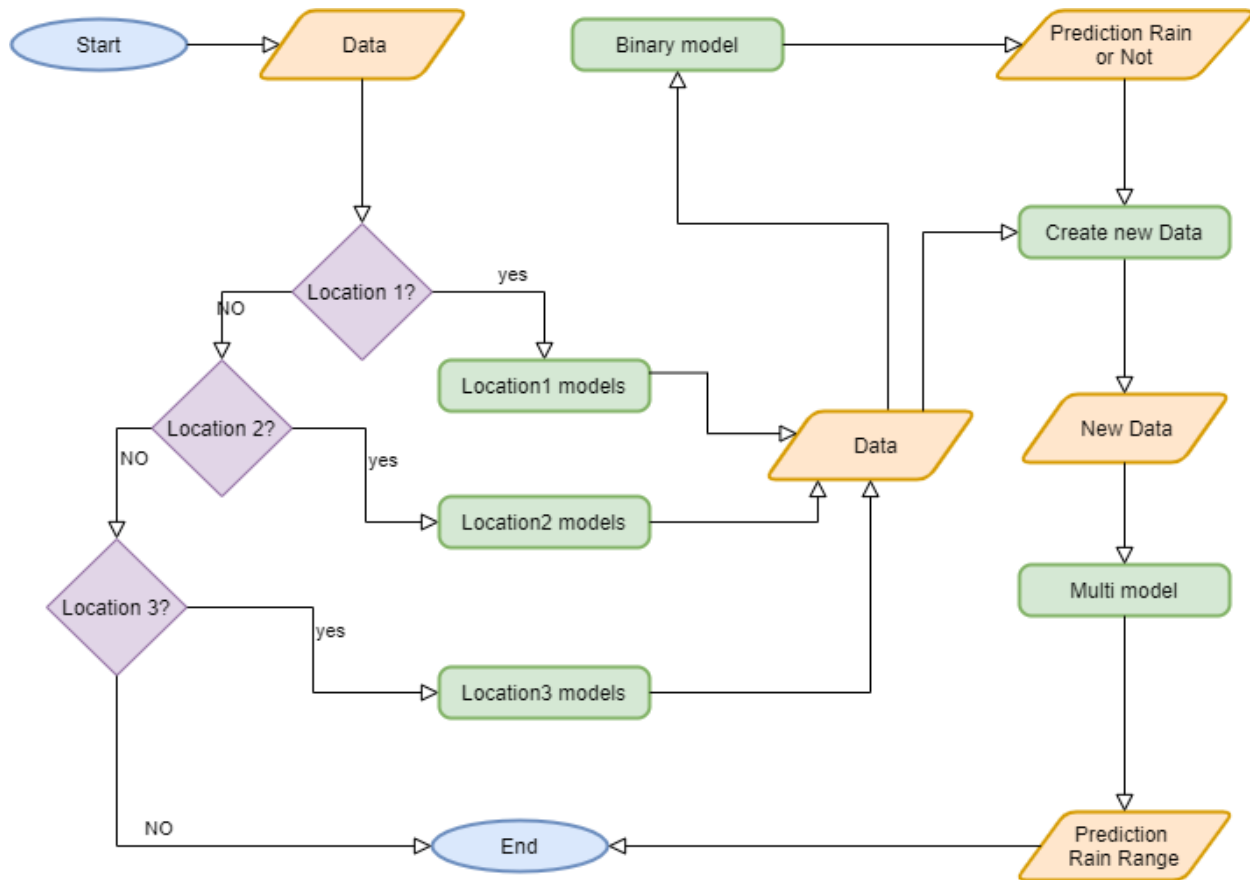 Start
Data
Binary model
Prediction Rain
or Not
Create new Data
yes
Location 1?
NO
Location1 models
Location 2?
yes
NO
Data
New Data
Location2 models
Multi model
Location 3?
yes
Location3 models
NO
End
Prediction
Rain Range